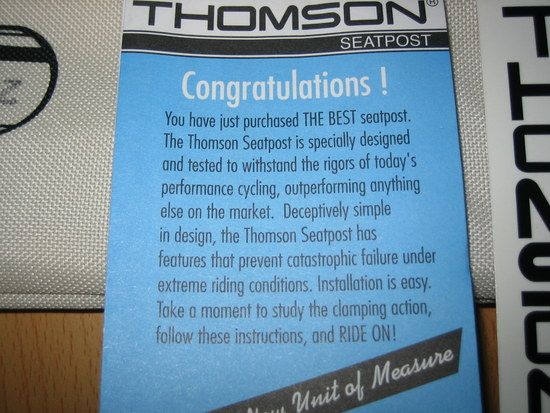 THOMSON®
SEATPOST
Congratulations !
You have just purchased THE BEST seatpost.
The Thomson Seatpost is specially designed
and tested to withstand the rigors of today's
performance cycling, outperforming anything
else on the market. Deceptively simple
in design, the Thomson Seatpost has
features that prevent catastrophic failure under
extreme riding conditions. Installation is easy.
Take a moment to study the clamping action,
follow these instructions, and RIDE ON!
New Unit of Measure
THOMSON
Z